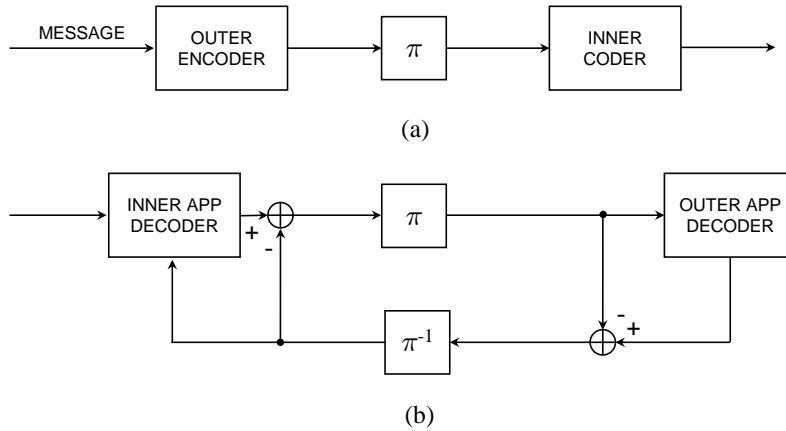 MESSAGE
OUTER
ENCODER
π
INNER
CODER
(a)
INNER APP
DECODER
+
-
π
OUTER APP
DECODER
-
+
π-1
(b)